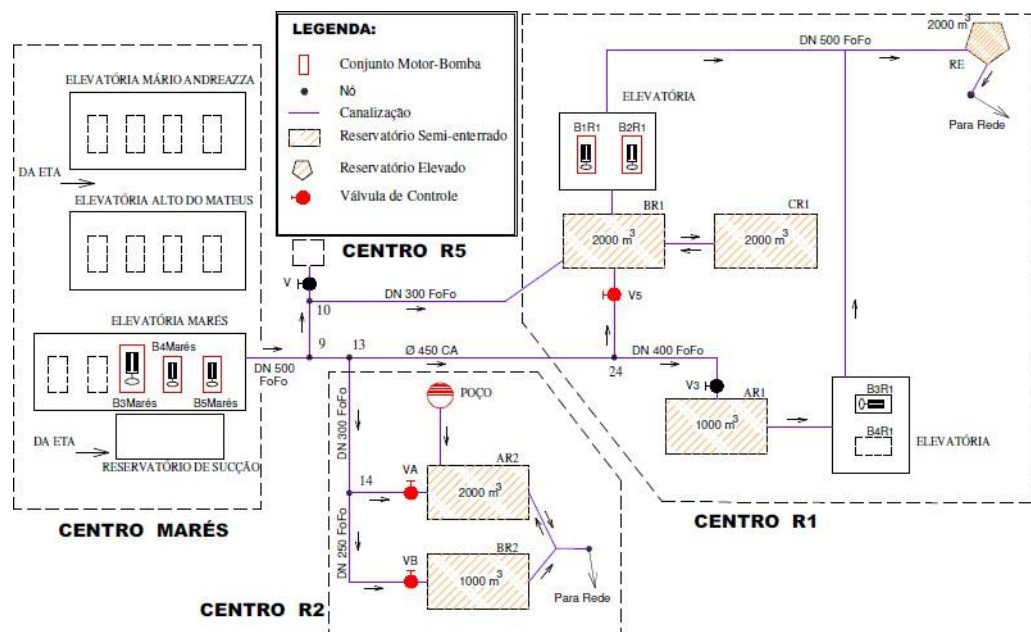 LEGENDA:
Conjunto Motor-Bomba
Nó
Canalização
Reservatório Semi-enterrado
Reservatório Elevado
Válvula de Controle
ELEVATÓRIA MÁRIO ANDREAZZA
DA ETA
ELEVATÓRIA ALTO DO MATEUS
ELEVATÓRIA MARÉS
B4Marés
B3Marés
B5Marés
DA ETA
RESERVATÓRIO DE SUCÇÃO
CENTRO MARÉS
DN 500
FoFo
CENTRO R5
V
10
9
13
DN 300 FoFo
Ø 450 CA
24
DN 400 FoFo
2000 m³
RE
DN 500 FoFo
Para Rede
ELEVATÓRIA
B1R1
B2R1
BR1
2000 m³
CR1
2000 m³
V5
V3
AR1
1000 m³
B3R1
B4R1
ELEVATÓRIA
CENTRO R1
DN 300 FoFo
POÇO
14
VA
AR2
2000 m³
DN 250 FoFo
VB
BR2
1000 m³
Para Rede
CENTRO R2